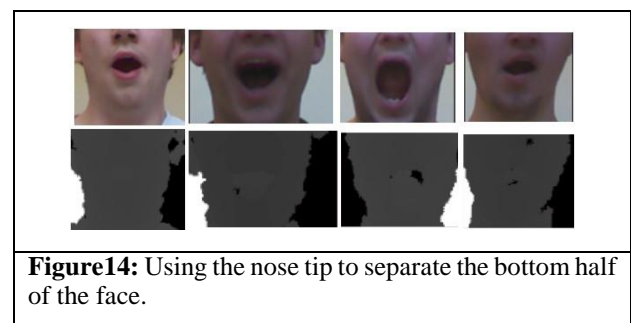 Figure14: Using the nose tip to separate the bottom half
of the face.